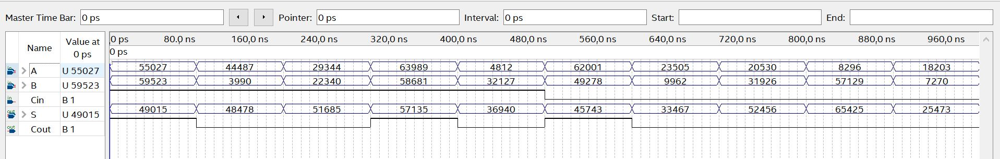 Master Time Bar: 0 ps Pointer: 0 ps Interval: 0 ps Start: End:
Name Value at 0 ps 0 ps 80.0 ns 160,0 ns 240,0 ns 320,0 ns 400,0 ns 480,0 ns 560,0 ns 640,0 ns 720,0 ns 800,0 ns 880,0 ns 960,0 ns
0 ps
in A U 55027 55027 44487 29344 63989 4812 62001 23505 20530 8296 18203
in B U 59523 59523 3990 22340 58681 32127 49278 9962 31926 57129 7270
in Cin B 1
out S U 49015 49015 48478 51685 57135 36940 45743 33467 52456 65425 25473
out Cout B 1